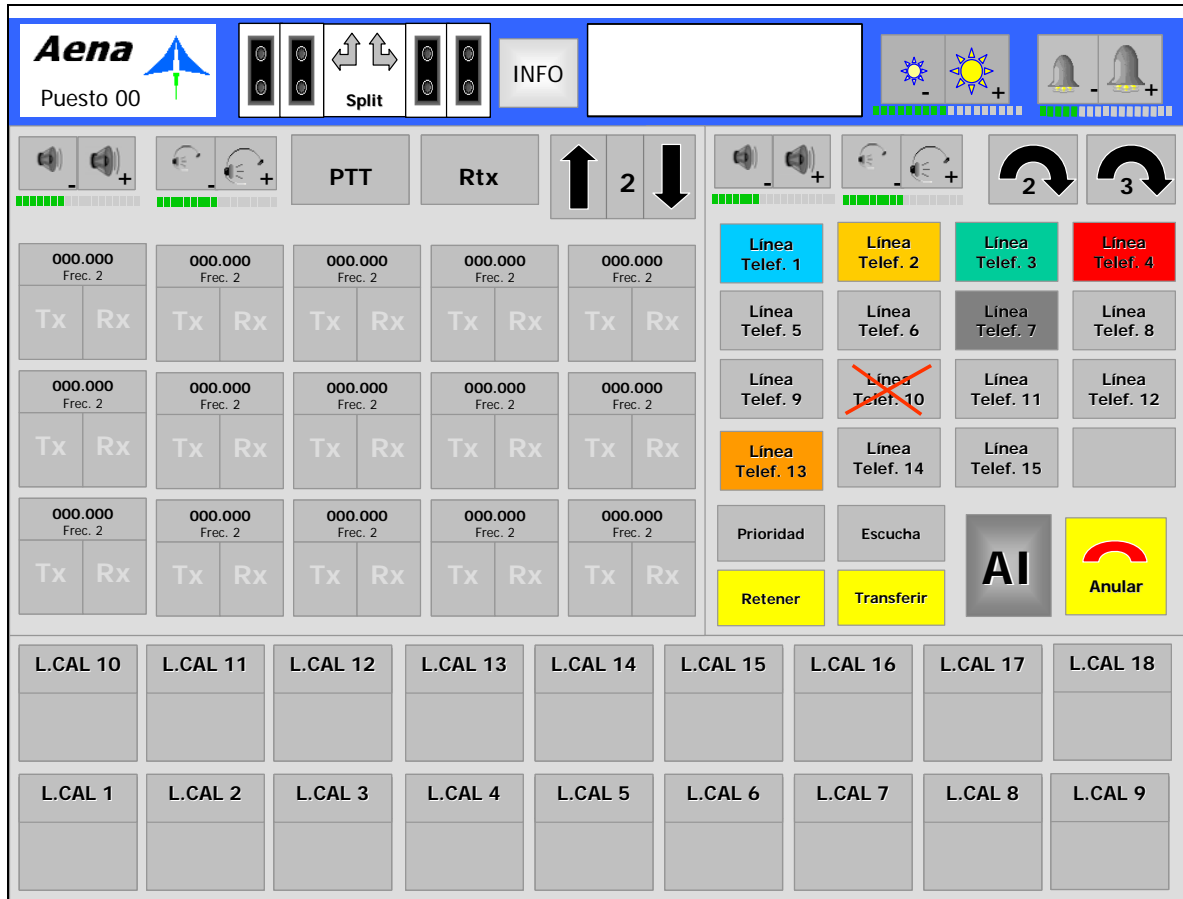 Aena
Puesto 00
Split
INFO
- +
- +
- +
- +
PTT
Rtx
2
- +
- +
2
3
000.000 000.000 000.000 000.000 000.000
Frec. 2 Frec. 2 Frec. 2 Frec. 2 Frec. 2
Tx Rx Tx Rx Tx Rx Tx Rx Tx Rx
000.000 000.000 000.000 000.000 000.000
Frec. 2 Frec. 2 Frec. 2 Frec. 2 Frec. 2
Tx Rx Tx Rx Tx Rx Tx Rx Tx Rx
000.000 000.000 000.000 000.000 000.000
Frec. 2 Frec. 2 Frec. 2 Frec. 2 Frec. 2
Tx Rx Tx Rx Tx Rx Tx Rx Tx Rx
Línea Línea Línea Línea
Telef. 1 Telef. 2 Telef. 3 Telef. 4
Línea Línea Línea Línea
Telef. 5 Telef. 6 Telef. 7 Telef. 8
Línea Línea Línea Línea
Telef. 9 Telef. 10 Telef. 11 Telef. 12
Línea Línea Línea
Telef. 13 Telef. 14 Telef. 15
Prioridad Escucha
Retener Transferir
AI
Anular
L.CAL 10 L.CAL 11 L.CAL 12 L.CAL 13 L.CAL 14 L.CAL 15 L.CAL 16 L.CAL 17 L.CAL 18
L.CAL 1 L.CAL 2 L.CAL 3 L.CAL 4 L.CAL 5 L.CAL 6 L.CAL 7 L.CAL 8 L.CAL 9